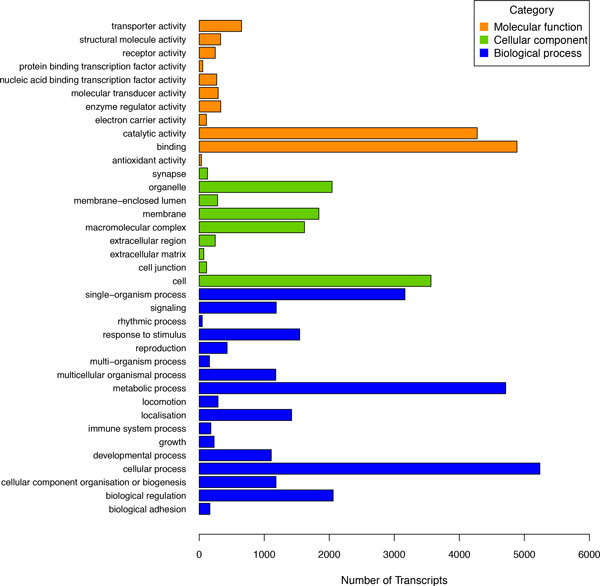 Category
Molecular function
Cellular component
Biological process
transporter activity
structural molecule activity
receptor activity
protein binding transcription factor activity
nucleic acid binding transcription factor activity
molecular transducer activity
enzyme regulator activity
electron carrier activity
catalytic activity
binding
antioxidant activity
synapse
organelle
membrane−enclosed lumen
membrane
macromolecular complex
extracellular region
extracellular matrix
cell junction
cell
single−organism process
signaling
rhythmic process
response to stimulus
reproduction
multi−organism process
multicellular organismal process
metabolic process
locomotion
localisation
immune system process
growth
developmental process
cellular process
cellular component organisation or biogenesis
biological regulation
biological adhesion
0 1000 2000 3000 4000 5000 6000
Number of Transcripts